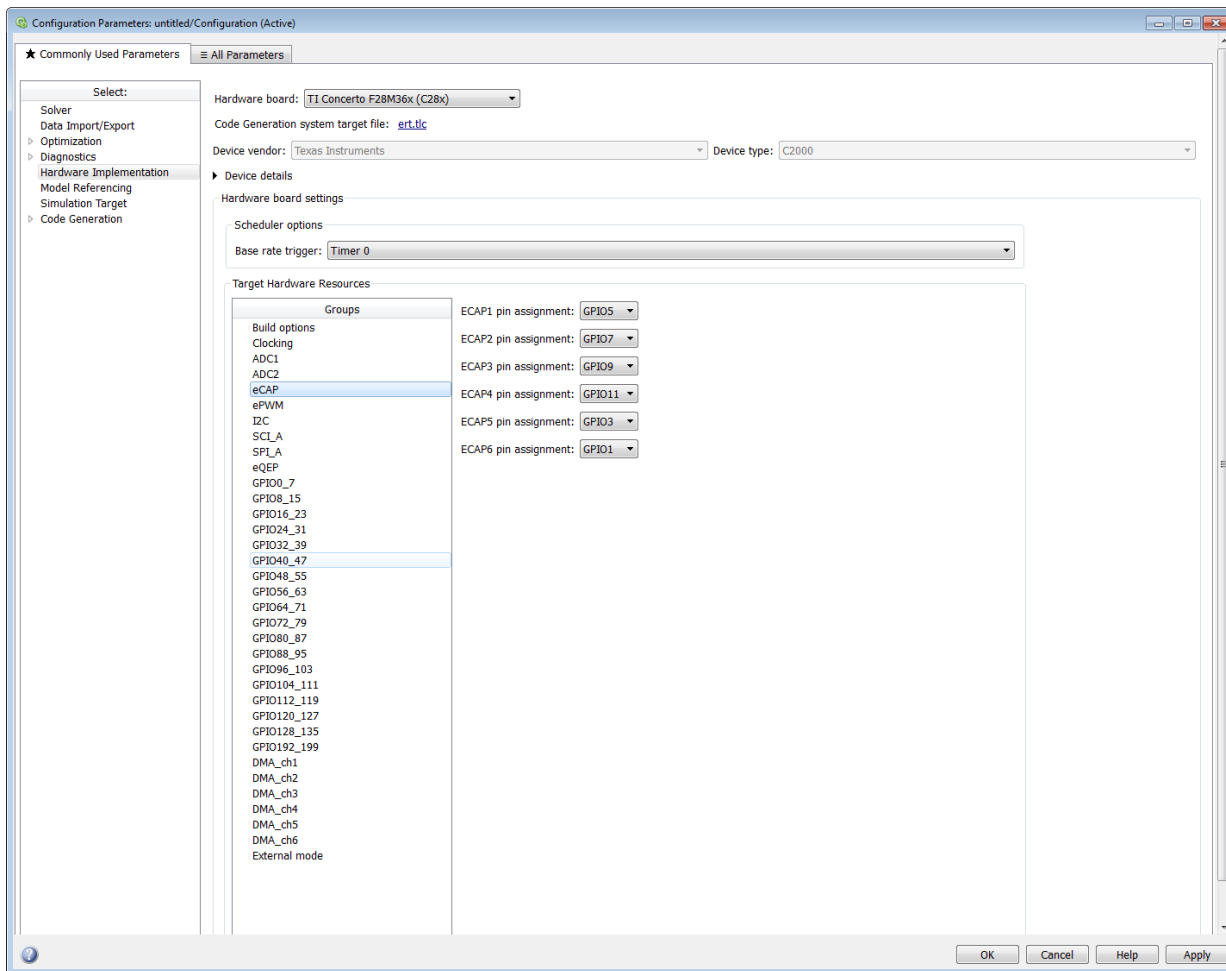 Configuration Parameters: untitled/Configuration (Active)
★ Commonly Used Parameters
≡ All Parameters
Select:
Solver
Data Import/Export
Optimization
Diagnostics
Hardware Implementation
Model Referencing
Simulation Target
Code Generation
Hardware board: TI Concerto F28M36x (C28x)
Code Generation system target file: ert.tlc
Device vendor: Texas Instruments Device type: C2000
Device details
Hardware board settings
Scheduler options
Base rate trigger: Timer 0
Target Hardware Resources
Groups
Build options
Clocking
ADC1
ADC2
eCAP
ePWM
I2C
SCI_A
SPI_A
eQEP
GPIO0_7
GPIO8_15
GPIO16_23
GPIO24_31
GPIO32_39
GPIO40_47
GPIO48_55
GPIO56_63
GPIO64_71
GPIO72_79
GPIO80_87
GPIO88_95
GPIO96_103
GPIO104_111
GPIO112_119
GPIO120_127
GPIO128_135
GPIO192_199
DMA_ch1
DMA_ch2
DMA_ch3
DMA_ch4
DMA_ch5
DMA_ch6
External mode
ECAP1 pin assignment: GPIO5
ECAP2 pin assignment: GPIO7
ECAP3 pin assignment: GPIO9
ECAP4 pin assignment: GPIO11
ECAP5 pin assignment: GPIO3
ECAP6 pin assignment: GPIO1
OK Cancel Help Apply